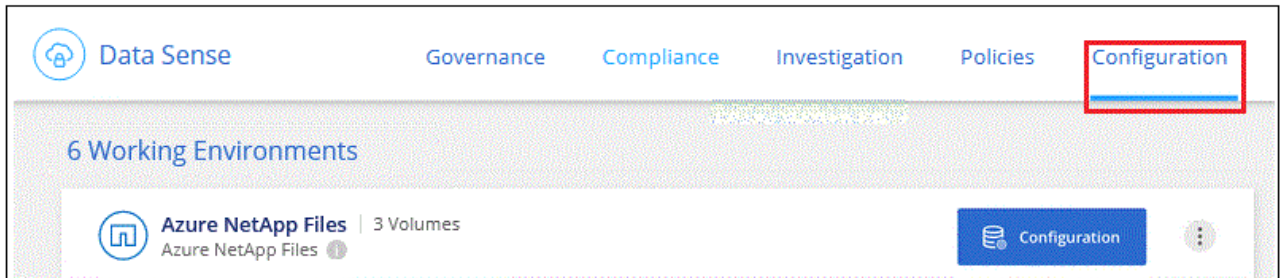 Data Sense Governance Compliance Investigation Policies Configuration
6 Working Environments
Azure NetApp Files 3 Volumes
Azure NetApp Files
Configuration